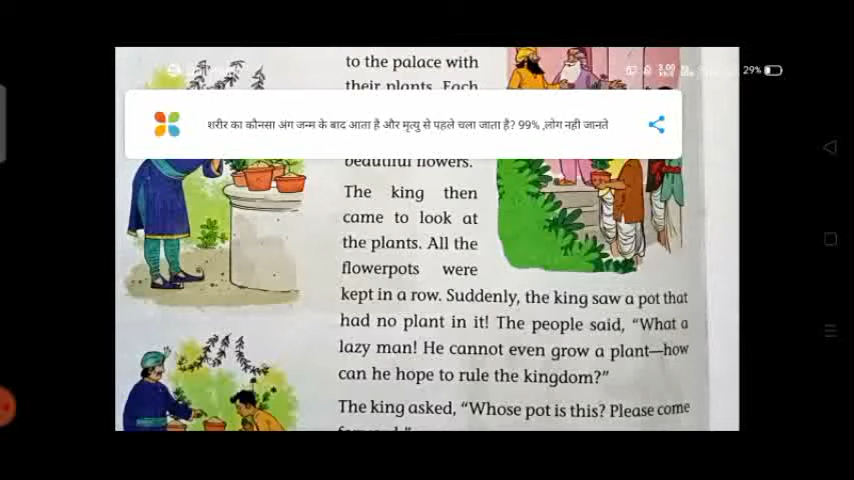 to the palace with
their plants. Each
29%
शरीर का कौनसा अंग जन्म के बाद आता है और मृत्यु से पहले चला जाता है? 99% ,लोग नही जानते
beautiful flowers.
The king then
came to look at
the plants. All the
flowerpots were
kept in a row. Suddenly, the king saw a pot that
had no plant in it! The people said, "What a
lazy man! He cannot even grow a plant—how
can he hope to rule the kingdom?"
The king asked, "Whose pot is this? Please come
forward."